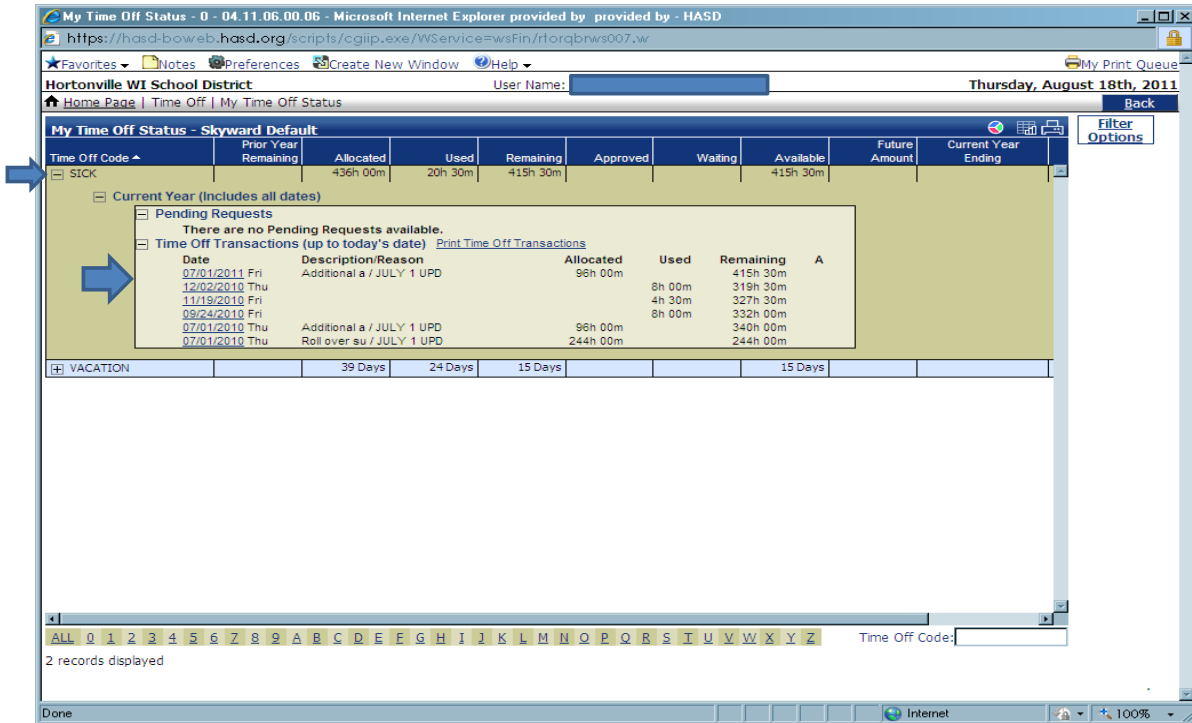 My Time Off Status - 0 - 04.11.06.00.06 - Microsoft Internet Explorer provided by provided by - HASD
https://hasd-boweb.hasd.org/scripts/cgiip.exe/WService=wsFin/rtorqbrws007.w
Favorites Notes Preferences Create New Window Help My Print Queue
Hortonville WI School District User Name: Thursday, August 18th, 2011
Home Page | Time Off | My Time Off Status Back
My Time Off Status - Skyward Default Filter Options
Time Off Code Prior Year Remaining Allocated Used Remaining Approved Waiting Available Future Amount Current Year Ending
SICK 436h 00m 20h 30m 415h 30m 415h 30m
Current Year (Includes all dates)
Pending Requests
There are no Pending Requests available.
Time Off Transactions (up to today's date) Print Time Off Transactions
Date Description/Reason Allocated Used Remaining A
07/01/2011 Fri Additional a / JULY 1 UPD 96h 00m 415h 30m
12/02/2010 Thu 8h 00m 319h 30m
11/19/2010 Fri 4h 30m 327h 30m
09/24/2010 Fri 8h 00m 332h 00m
07/01/2010 Thu Additional a / JULY 1 UPD 96h 00m 340h 00m
07/01/2010 Thu Roll over su / JULY 1 UPD 244h 00m 244h 00m
VACATION 39 Days 24 Days 15 Days 15 Days
ALL 0 1 2 3 4 5 6 7 8 9 A B C D E F G H I J K L M N O P Q R S T U V W X Y Z Time Off Code:
2 records displayed
Done Internet 100%